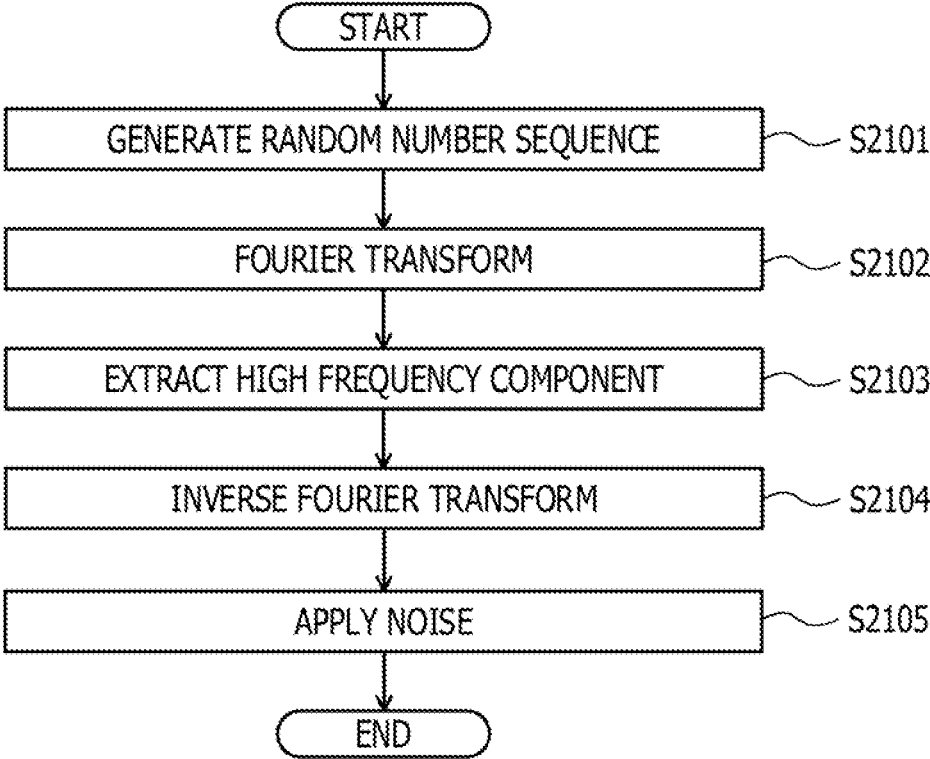 START
GENERATE RANDOM NUMBER SEQUENCE
S2101
FOURIER TRANSFORM
S2102
EXTRACT HIGH FREQUENCY COMPONENT
S2103
INVERSE FOURIER TRANSFORM
S2104
APPLY NOISE
S2105
END